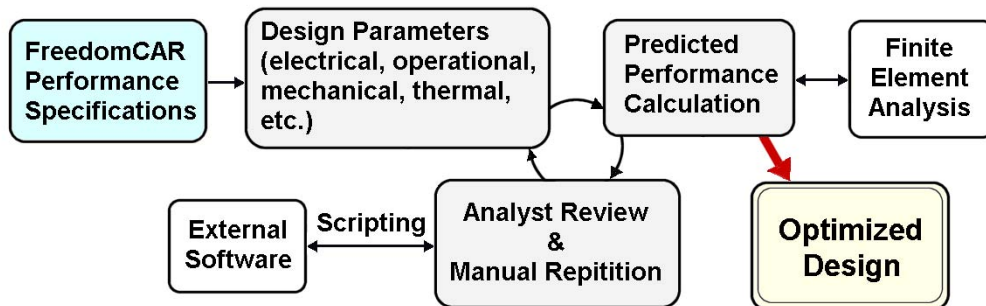 FreedomCAR
Performance
Specifications
Design Parameters
(electrical, operational,
mechanical, thermal,
etc.)
Predicted
Performance
Calculation
Finite
Element
Analysis
External
Software
Scripting
Analyst Review
&
Manual Repitition
Optimized
Design